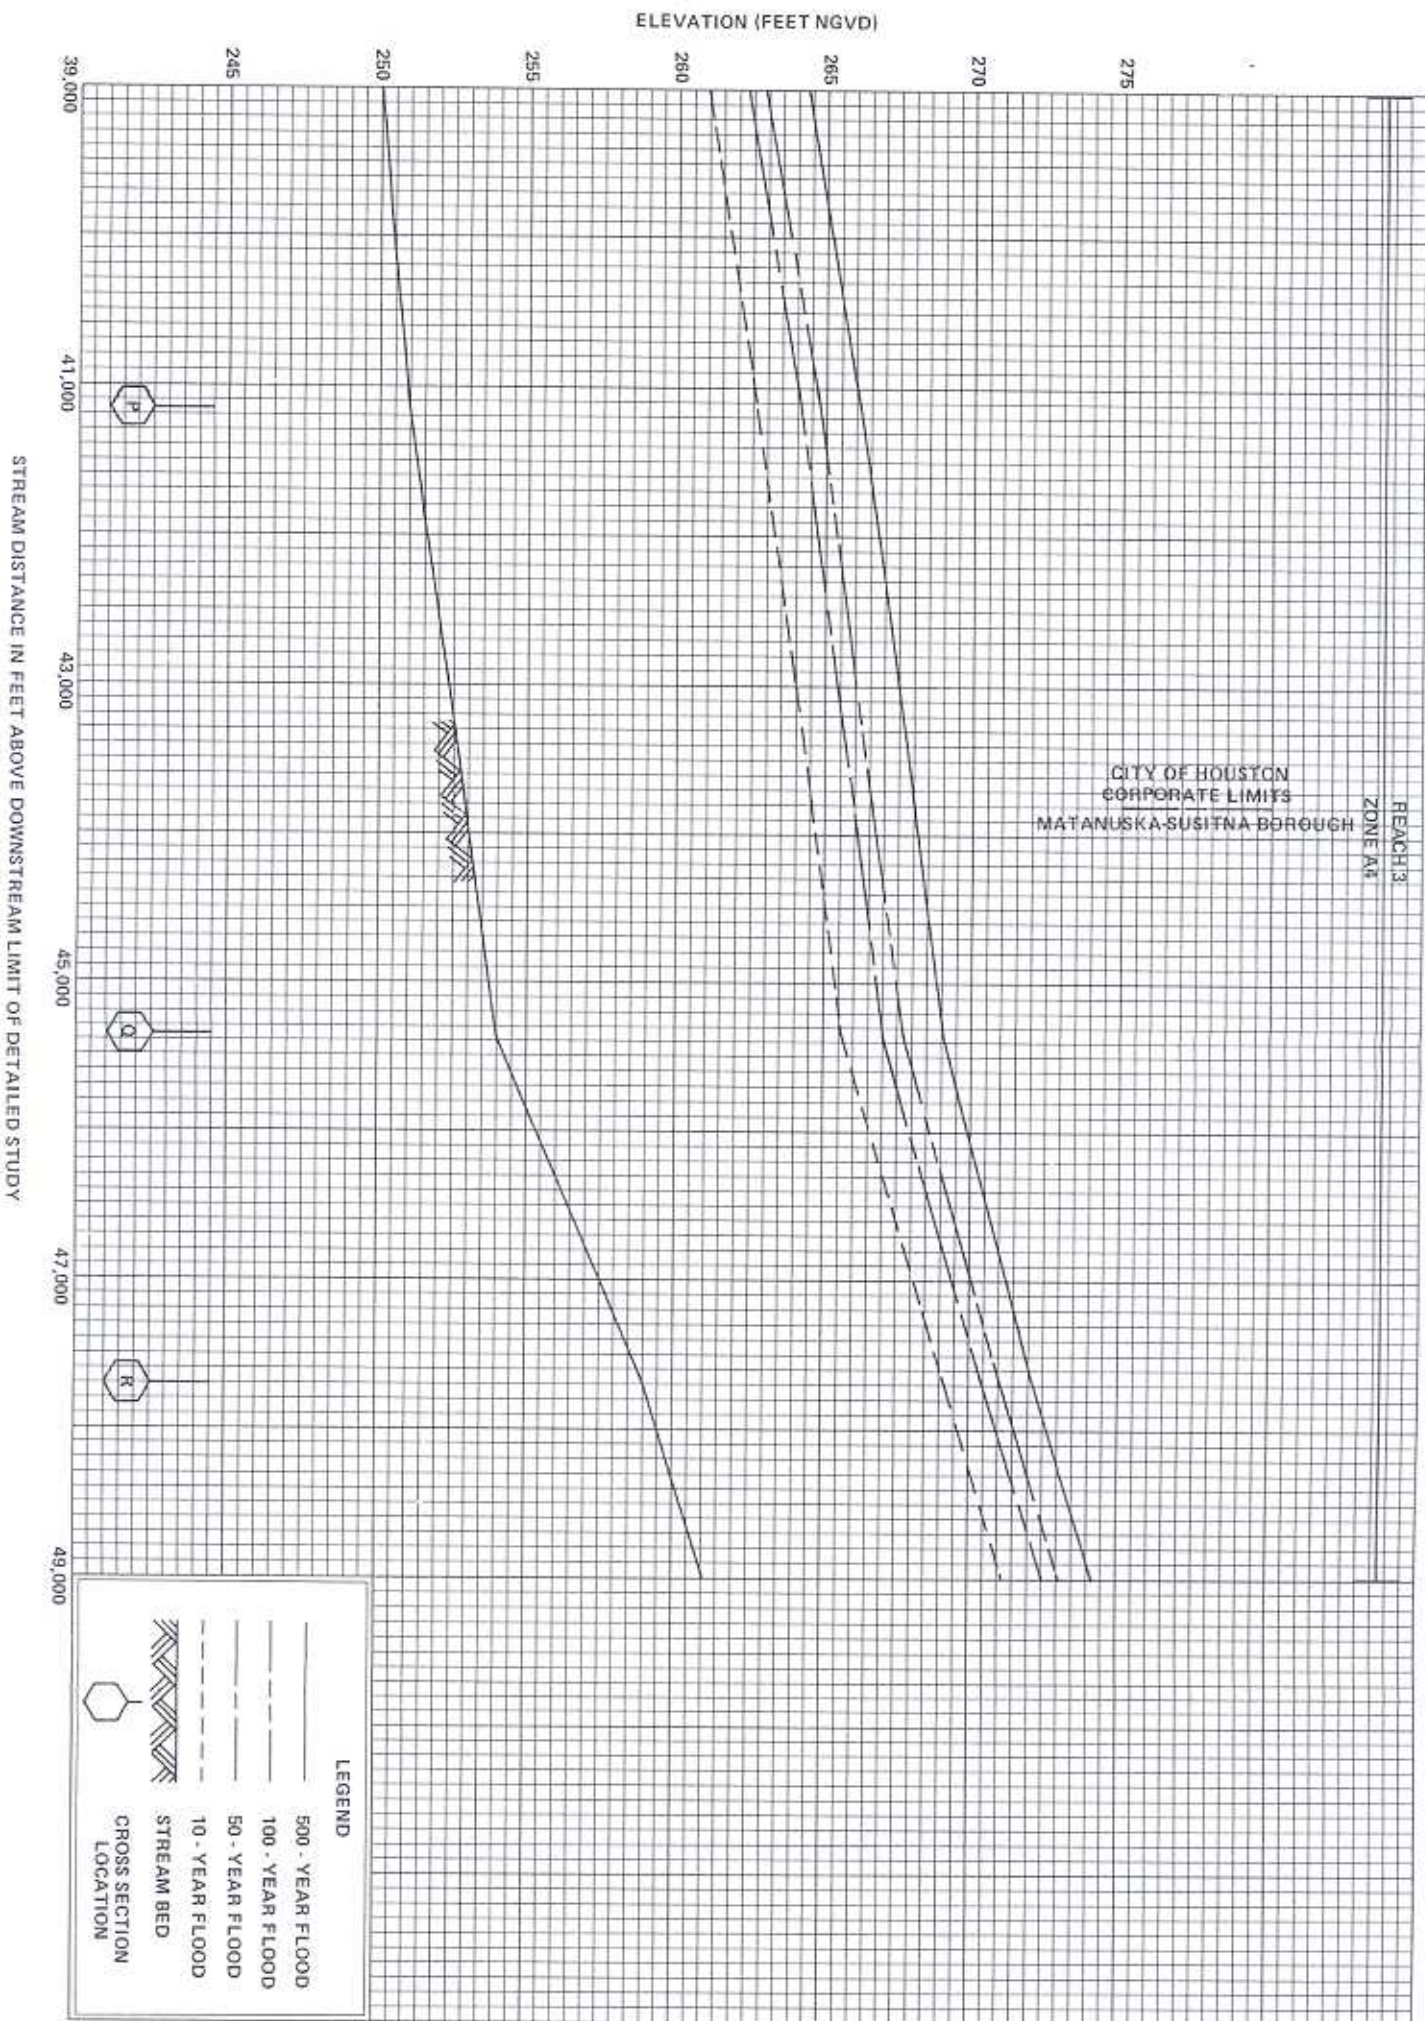 ELEVATION (FEET NGVD)
275
270
265
260
255
250
245
39,000
41,000
43,000
45,000
47,000
49,000
STREAM DISTANCE IN FEET ABOVE DOWNSTREAM LIMIT OF DETAILED STUDY
REACH 3
ZONE A4
CITY OF HOUSTON
CORPORATE LIMITS
MATANUSKA-SUSITNA BOROUGH
P
Q
R
LEGEND
500 - YEAR FLOOD
100 - YEAR FLOOD
50 - YEAR FLOOD
10 - YEAR FLOOD
STREAM BED
CROSS SECTION
LOCATION